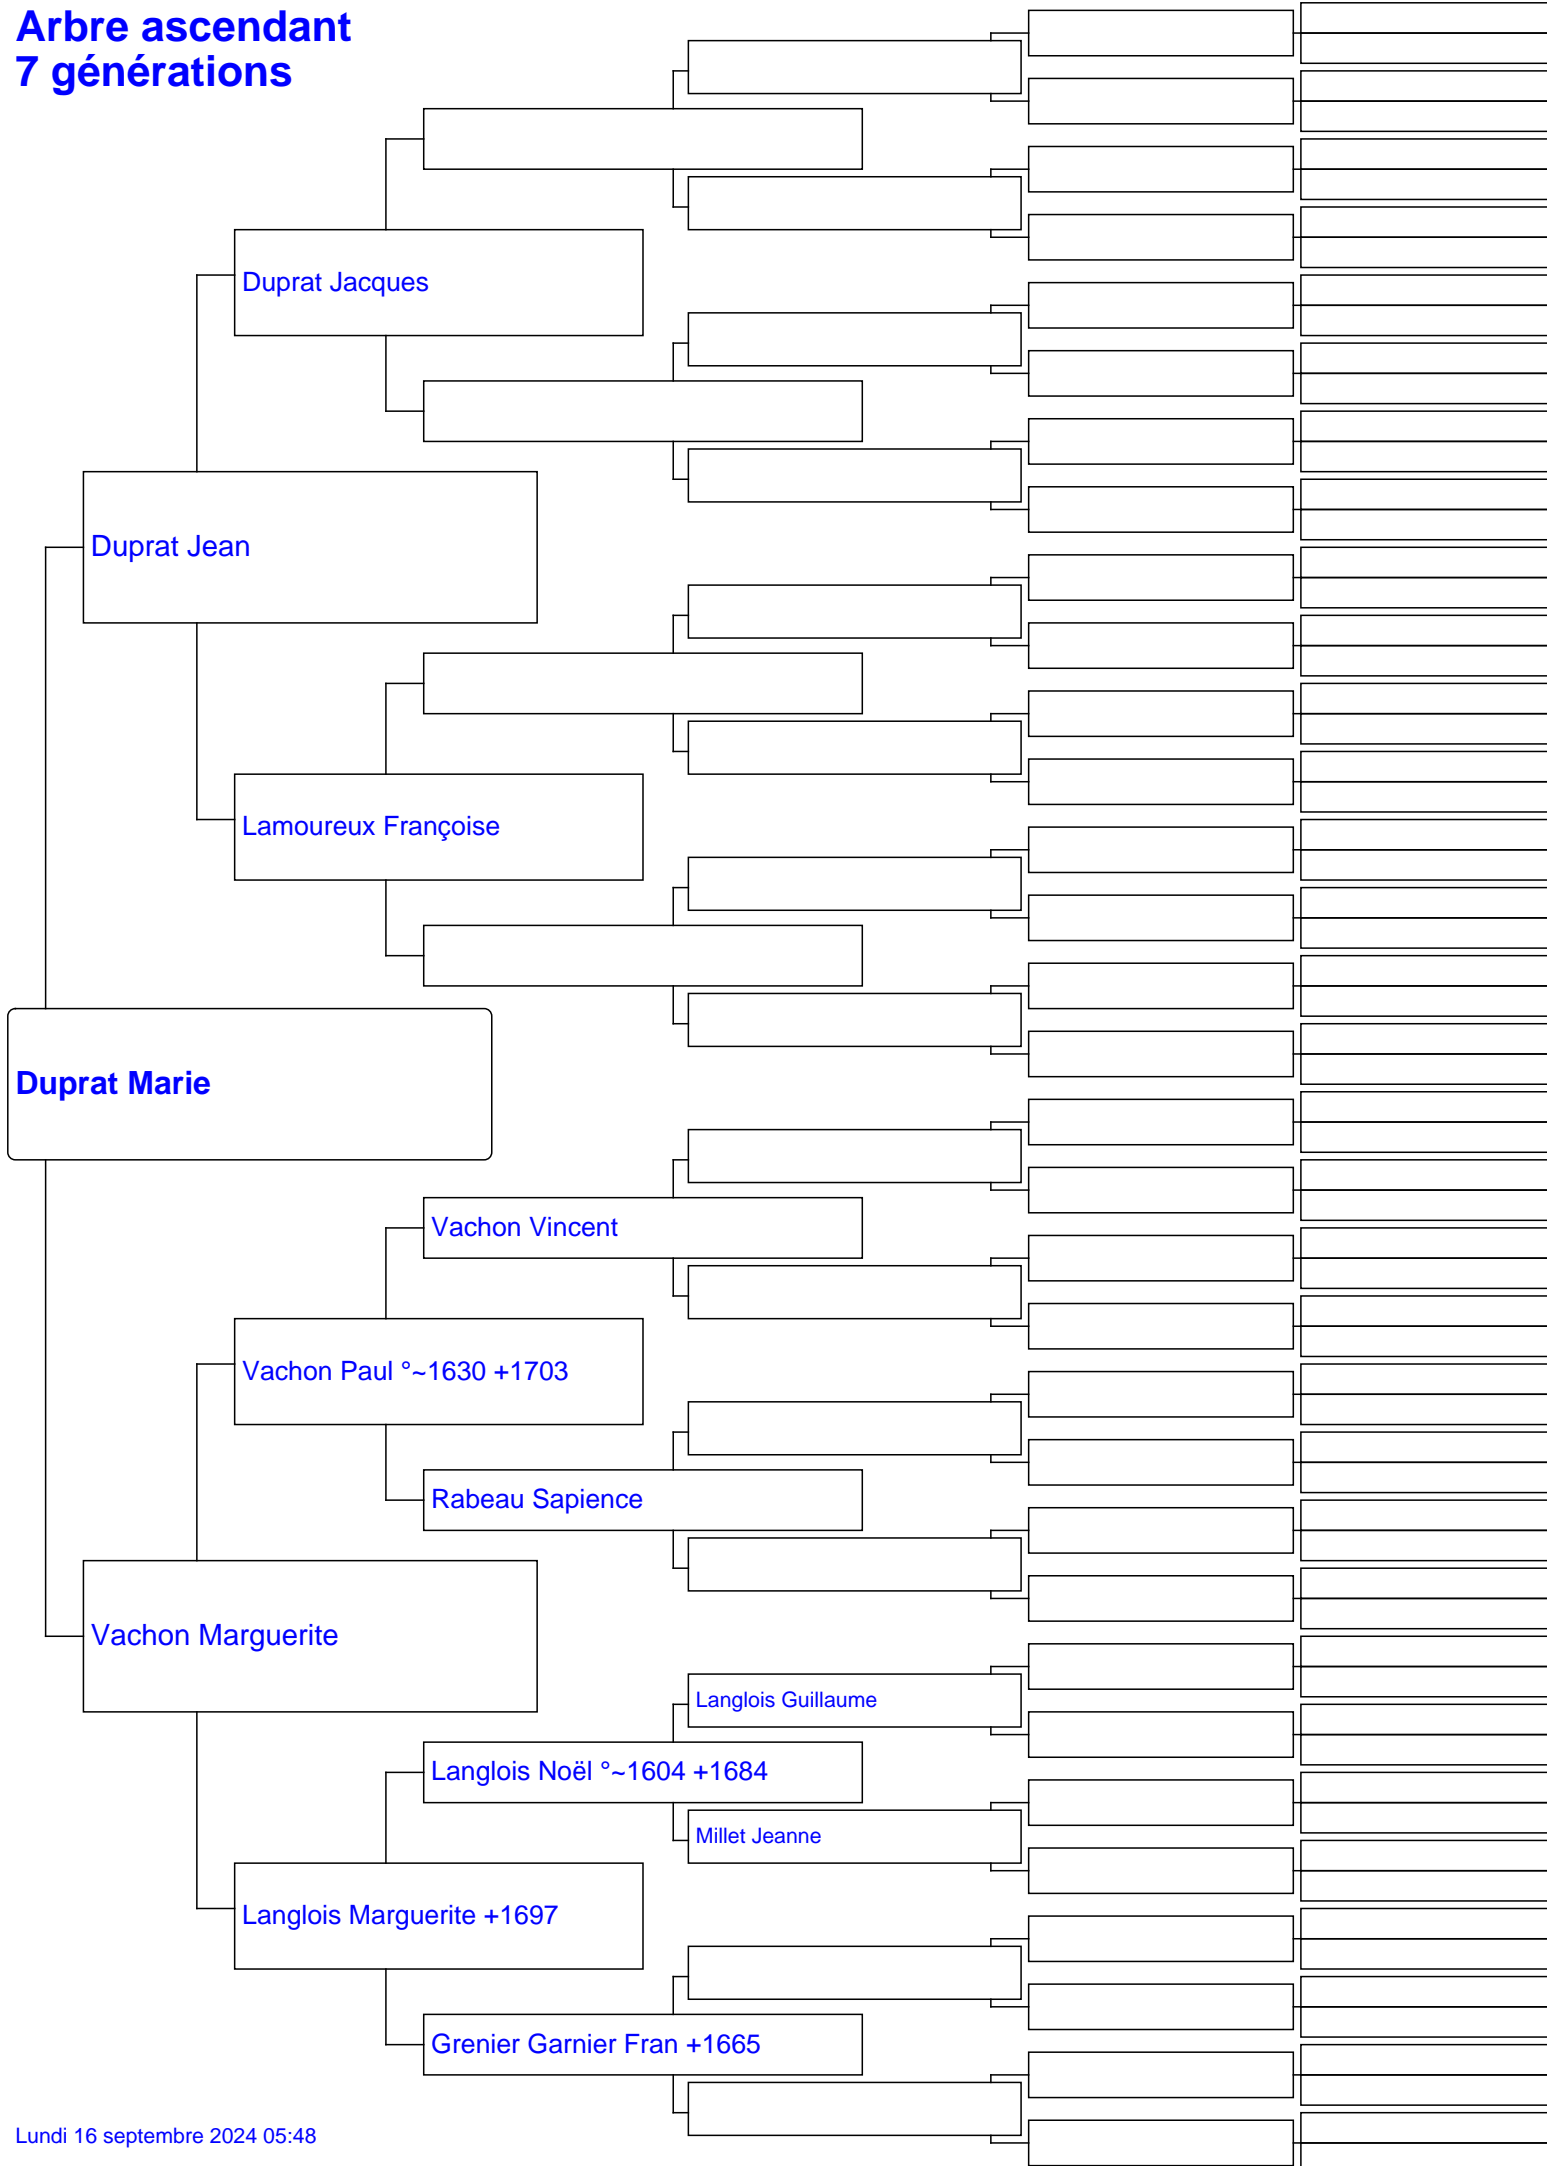 Arbre ascendant
7 générations
Duprat Jacques
Duprat Jean
Lamoureux Françoise
Duprat Marie
Vachon Vincent
Vachon Paul °~1630 +1703
Rabeau Sapience
Vachon Marguerite
Langlois Guillaume
Langlois Noël °~1604 +1684
Millet Jeanne
Langlois Marguerite +1697
Grenier Garnier Fran +1665
Lundi 16 septembre 2024 05:48